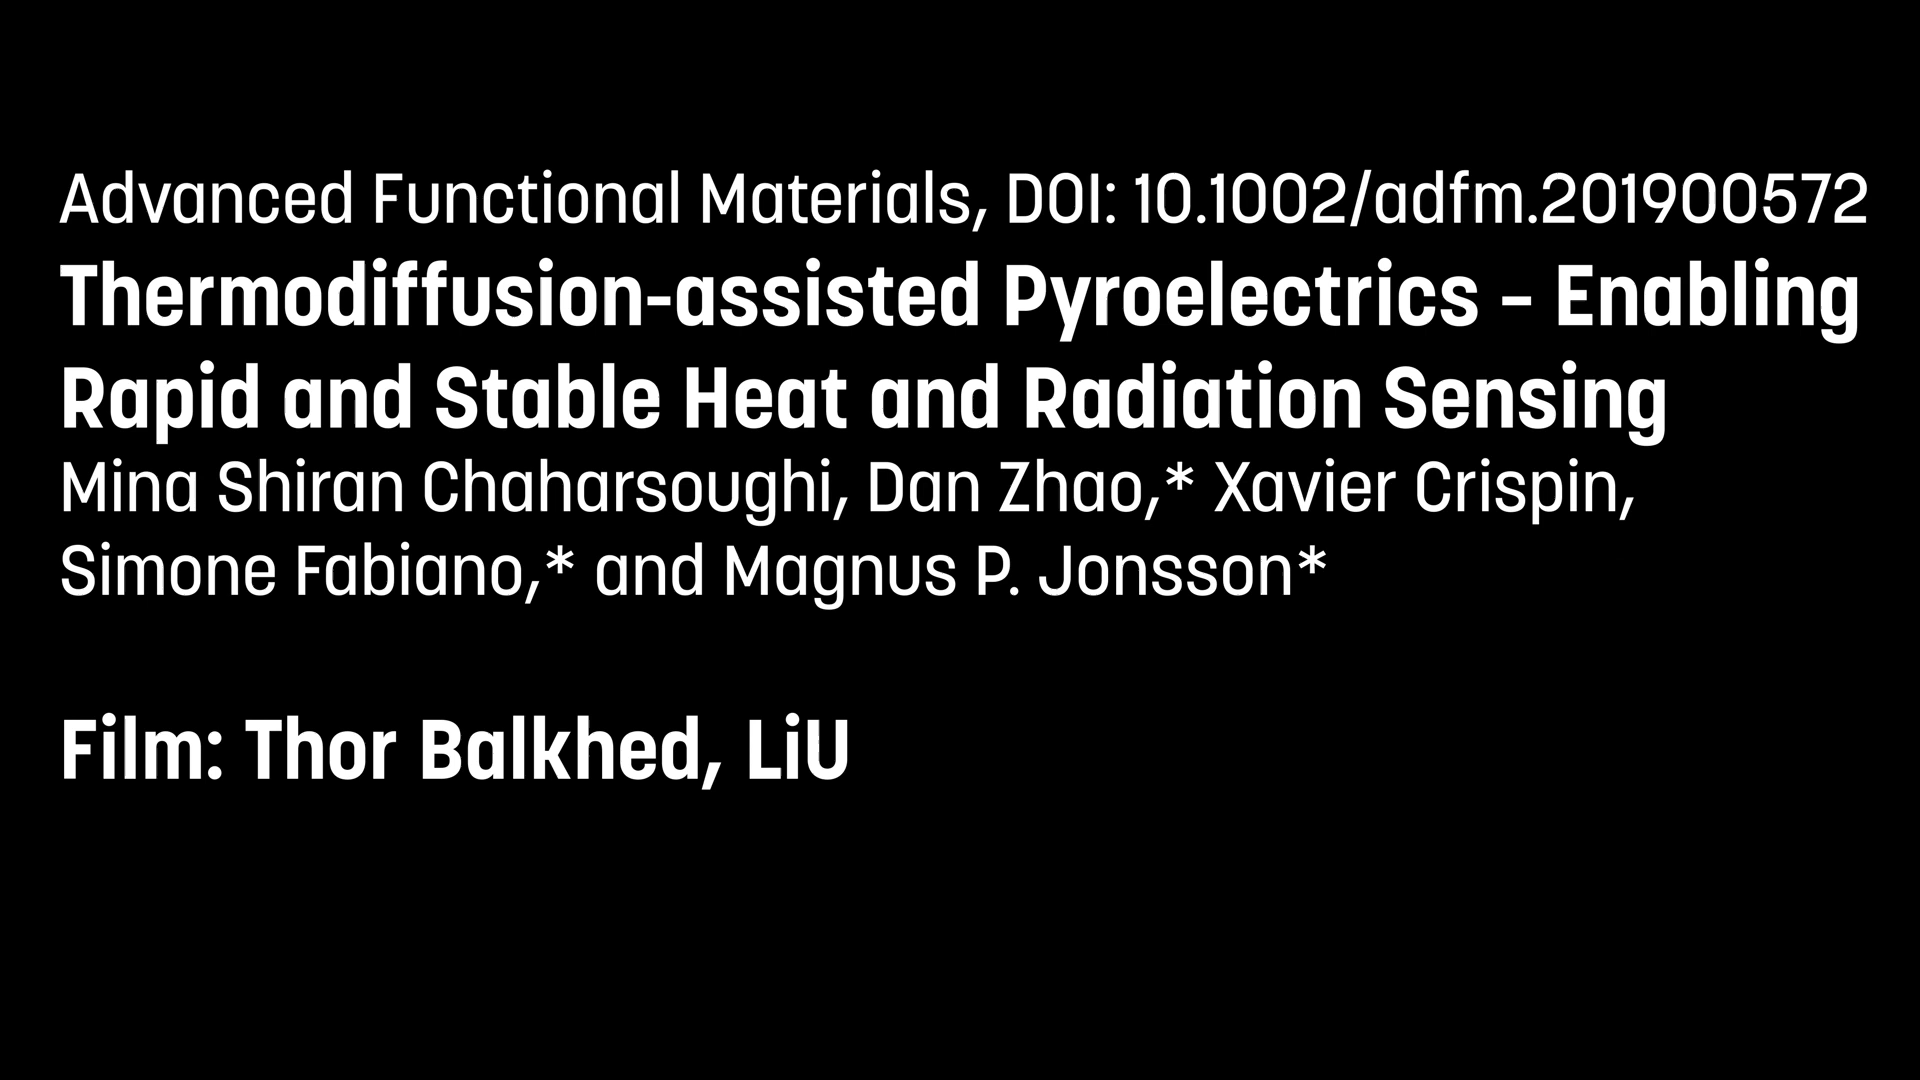 Advanced Functional Materials, DOI: 10.1002/adfm.201900572
Thermodiffusion-assisted Pyroelectrics – Enabling
Rapid and Stable Heat and Radiation Sensing
Mina Shiran Chaharsoughi, Dan Zhao,* Xavier Crispin,
Simone Fabiano,* and Magnus P. Jonsson*
Film: Thor Balkhed, LiU